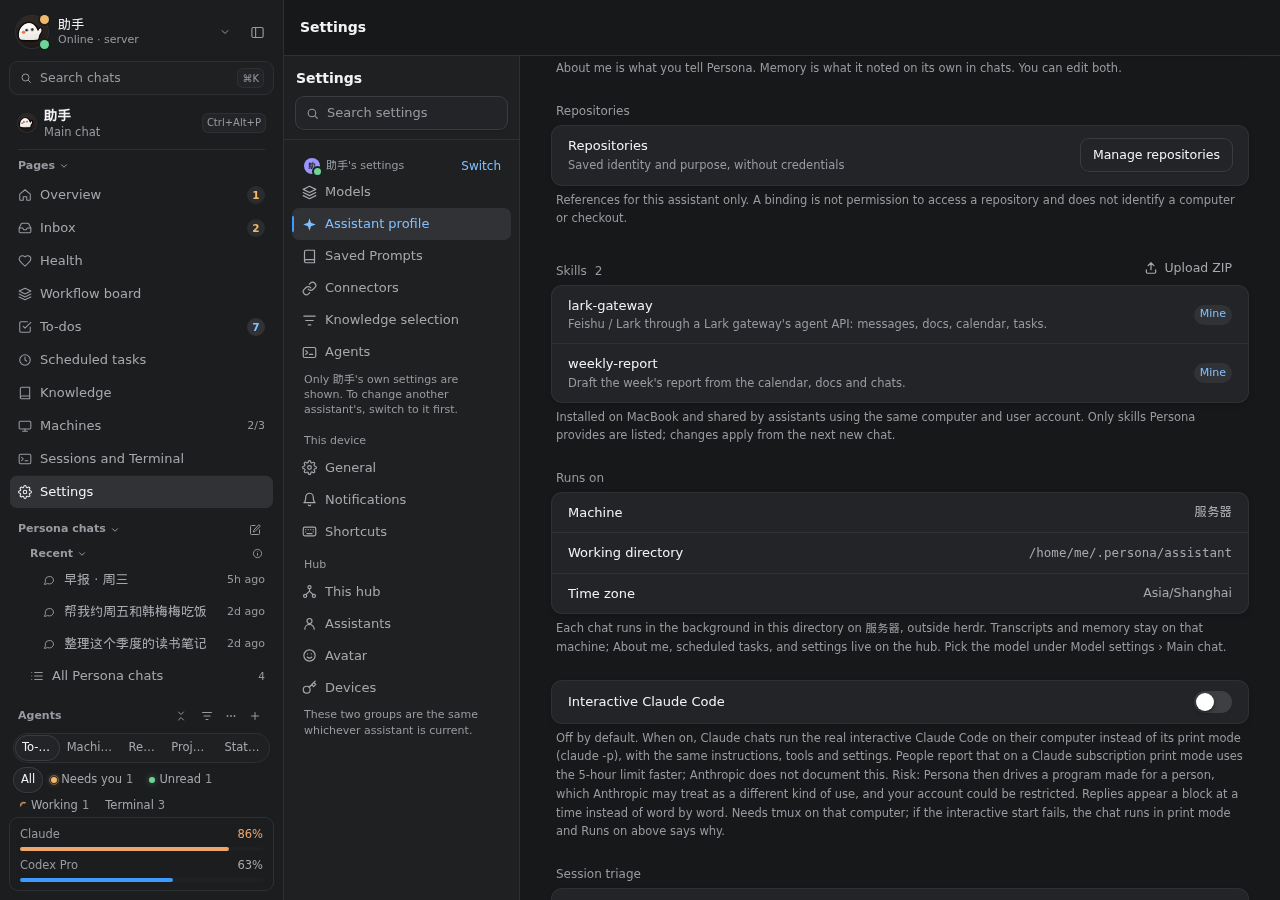 助手
Online · server
Search chats
⌘K
助手
Main chat
Ctrl+Alt+P
Pages
Overview
1
Inbox
2
Health
Workflow board
To-dos
7
Scheduled tasks
Knowledge
Machines
2/3
Sessions and Terminal
Settings
Persona chats
Recent
早报 · 周三
5h ago
帮我约周五和韩梅梅吃饭
2d ago
整理这个季度的读书笔记
2d ago
All Persona chats
4
Agents
To-…
Machi…
Re…
Proj…
Stat…
All
Needs you 1
Unread 1
Working 1
Terminal 3
Claude
86%
Codex Pro
63%
Settings
Settings
Search settings
助手's settings
Switch
Models
Assistant profile
Saved Prompts
Connectors
Knowledge selection
Agents
Only 助手's own settings are
shown. To change another
assistant's, switch to it first.
This device
General
Notifications
Shortcuts
Hub
This hub
Assistants
Avatar
Devices
These two groups are the same
whichever assistant is current.
About me is what you tell Persona. Memory is what it noted on its own in chats. You can edit both.
Repositories
Repositories
Saved identity and purpose, without credentials
Manage repositories
References for this assistant only. A binding is not permission to access a repository and does not identify a computer
or checkout.
Skills 2
Upload ZIP
lark-gateway
Feishu / Lark through a Lark gateway's agent API: messages, docs, calendar, tasks.
Mine
weekly-report
Draft the week's report from the calendar, docs and chats.
Mine
Installed on MacBook and shared by assistants using the same computer and user account. Only skills Persona
provides are listed; changes apply from the next new chat.
Runs on
Machine
服务器
Working directory
/home/me/.persona/assistant
Time zone
Asia/Shanghai
Each chat runs in the background in this directory on 服务器, outside herdr. Transcripts and memory stay on that
machine; About me, scheduled tasks, and settings live on the hub. Pick the model under Model settings › Main chat.
Interactive Claude Code
Off by default. When on, Claude chats run the real interactive Claude Code on their computer instead of its print mode
(claude -p), with the same instructions, tools and settings. People report that on a Claude subscription print mode uses
the 5-hour limit faster; Anthropic does not document this. Risk: Persona then drives a program made for a person,
which Anthropic may treat as a different kind of use, and your account could be restricted. Replies appear a block at a
time instead of word by word. Needs tmux on that computer; if the interactive start fails, the chat runs in print mode
and Runs on above says why.
Session triage